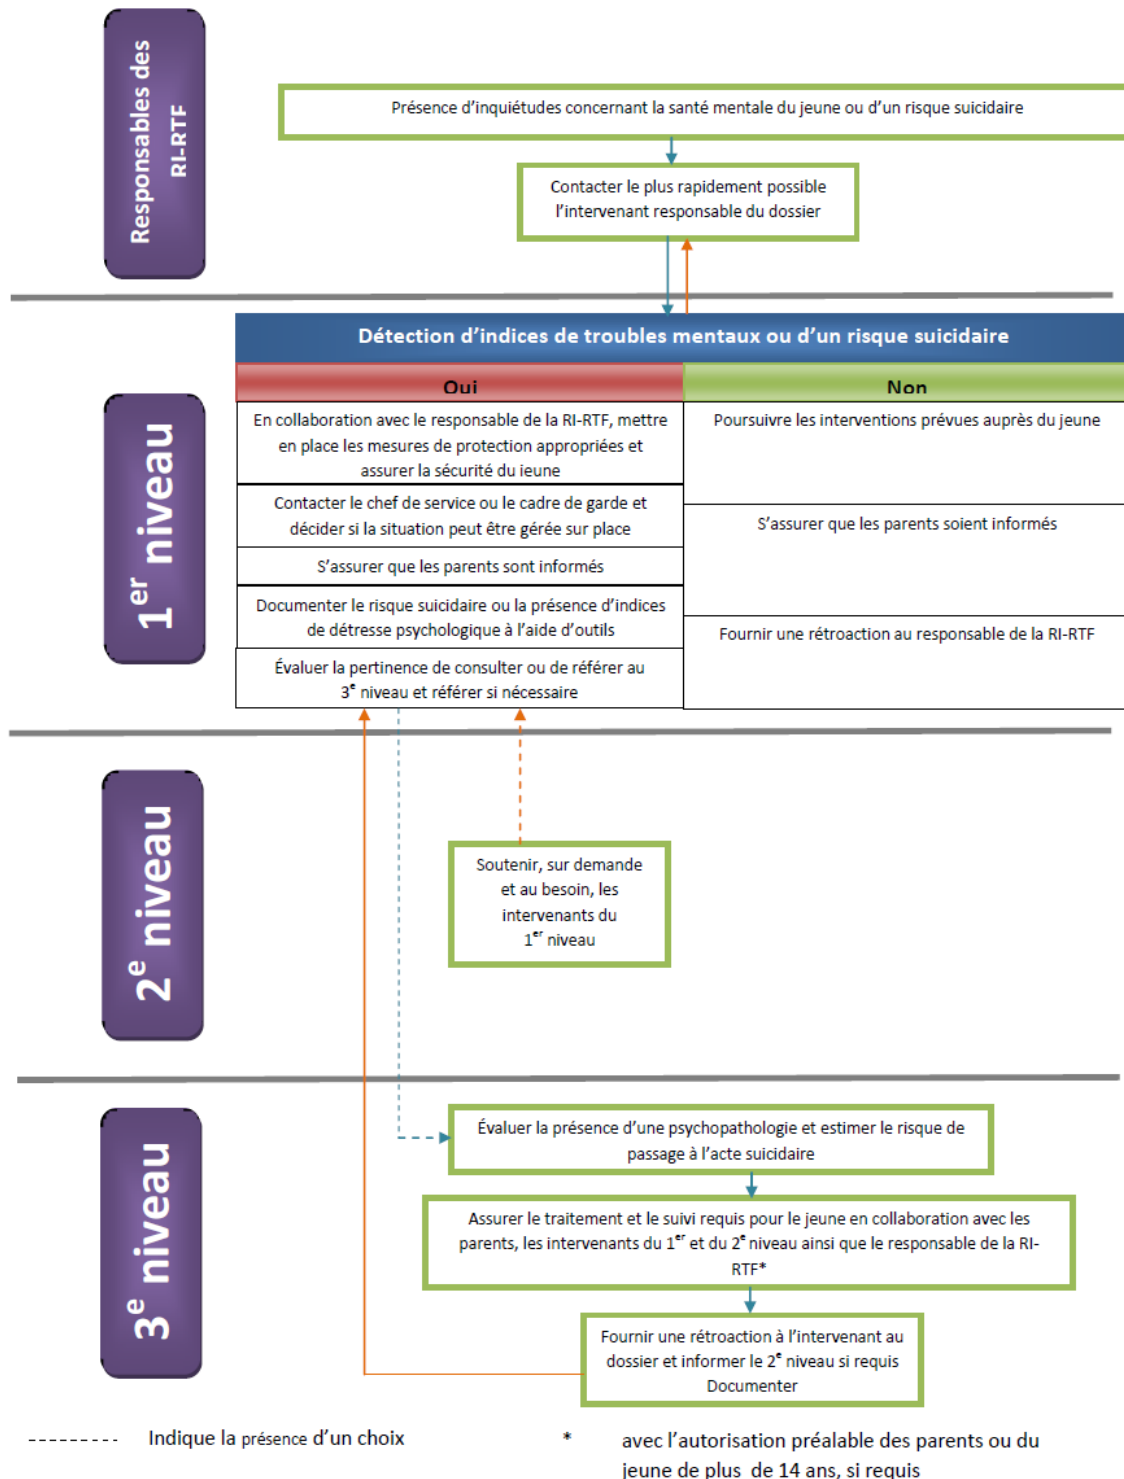 Responsables des
RI-RTF
Présence d'inquiétudes concernant la santé mentale du jeune ou d'un risque suicidaire
Contacter le plus rapidement possible
l'intervenant responsable du dossier
Détection d'indices de troubles mentaux ou d'un risque suicidaire
Oui
Non
1er niveau
En collaboration avec le responsable de la RI-RTF, mettre
en place les mesures de protection appropriées et
assurer la sécurité du jeune
Contacter le chef de service ou le cadre de garde et
décider si la situation peut être gérée sur place
S'assurer que les parents sont informés
Documenter le risque suicidaire ou la présence d'indices
de détresse psychologique à l'aide d'outils
Évaluer la pertinence de consulter ou de référer au
3e niveau et référer si nécessaire
Poursuivre les interventions prévues auprès du jeune
S'assurer que les parents soient informés
Fournir une rétroaction au responsable de la RI-RTF
2e niveau
Soutenir, sur demande
et au besoin, les
intervenants du
1er niveau
3e niveau
Évaluer la présence d'une psychopathologie et estimer le risque de
passage à l'acte suicidaire
Assurer le traitement et le suivi requis pour le jeune en collaboration avec les
parents, les intervenants du 1er et du 2e niveau ainsi que le responsable de la RI-
RTF*
Fournir une rétroaction à l'intervenant au
dossier et informer le 2e niveau si requis
Documenter
Indique la présence d'un choix
* avec l'autorisation préalable des parents ou du
jeune de plus de 14 ans, si requis